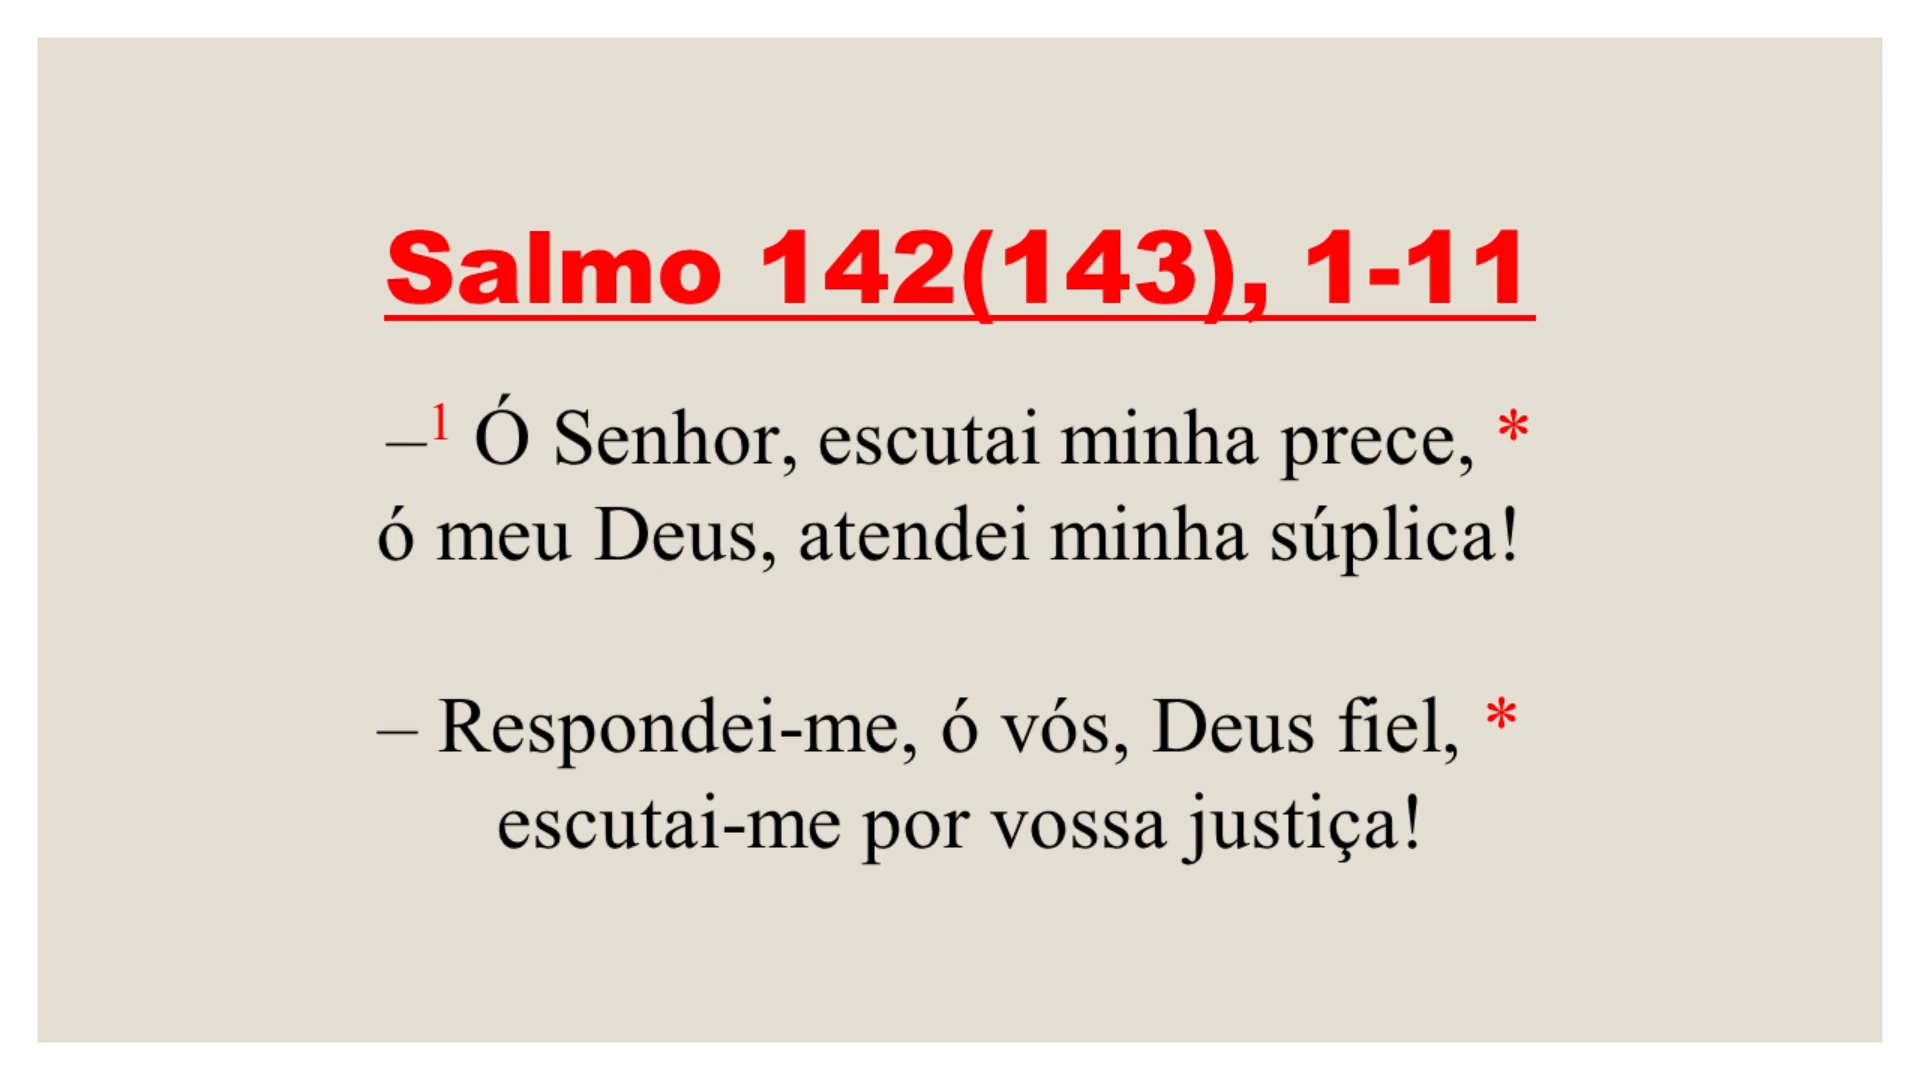 Salmo 142(143), 1-11
–¹ Ó Senhor, escutai minha prece, *
ó meu Deus, atendei minha súplica!
– Respondei-me, ó vós, Deus fiel, *
escutai-me por vossa justiça!